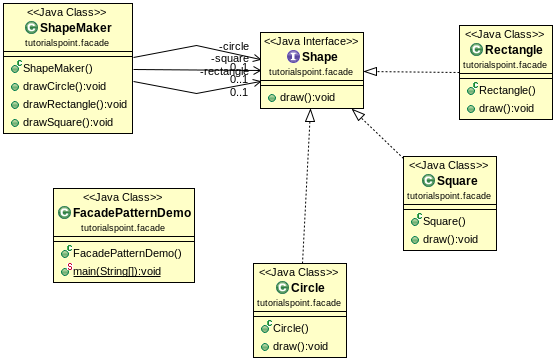 <<Java Class>>
ShapeMaker
tutorialspoint.facade
ShapeMaker()
drawCircle():void
drawRectangle():void
drawSquare():void
-circle
-square
0..1
-rectangle
0..1
0..1
<<Java Interface>>
Shape
tutorialspoint.facade
draw():void
<<Java Class>>
Rectangle
tutorialspoint.facade
Rectangle()
draw():void
<<Java Class>>
Square
tutorialspoint.facade
Square()
draw():void
<<Java Class>>
FacadePatternDemo
tutorialspoint.facade
FacadePatternDemo()
main(String[]):void
<<Java Class>>
Circle
tutorialspoint.facade
Circle()
draw():void